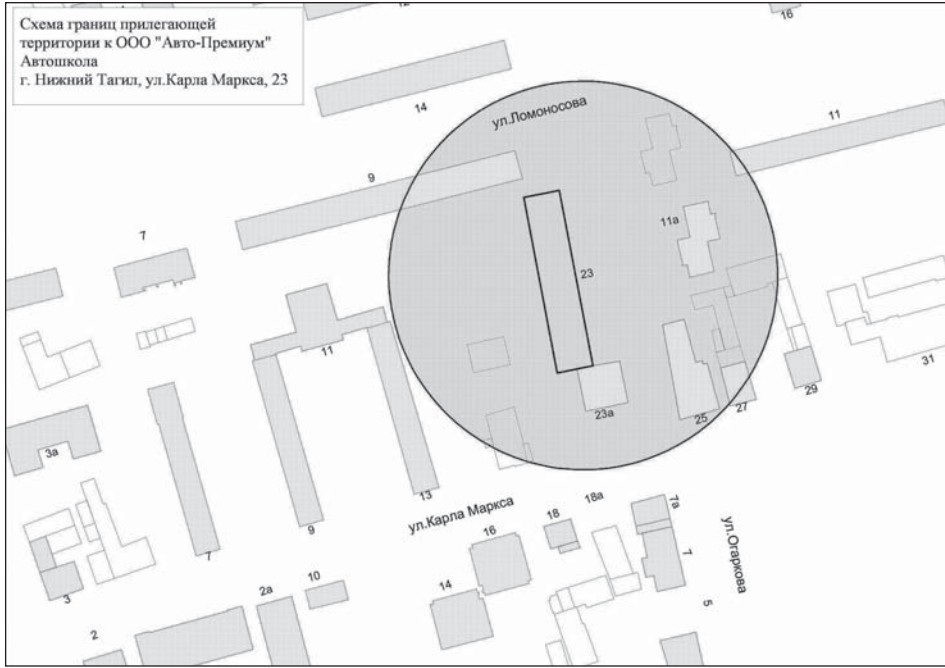 Схема границ прилегающей
территории к ООО "Авто-Премиум"
Автошкола
г. Нижний Тагил, ул.Карла Маркса, 23
16
14
ул.Ломоносова
11
9
11а
7
23
11
31
29
23а
25
27
3а
13
18а
7а
ул.Карла Маркса
18
16
9
7
7
ул.Огаркова
10
2а
14
3
5
2